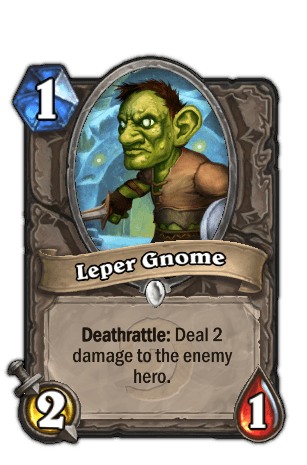 1
Leper Gnome
Deathrattle: Deal 2
damage to the enemy
hero.
2
1